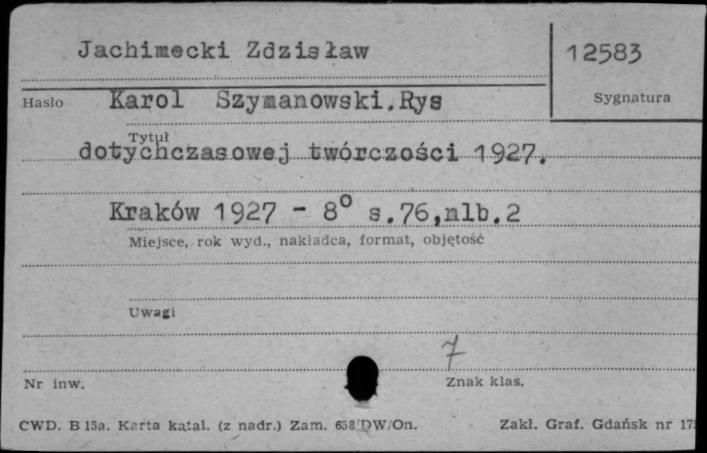 Jachimecki Zdzisław
12583
Hasło Karol Szymanowski.Rys
Sygnatura
Tytuł
dotychczasowej twórczości 1927.
Kraków 1927 - 8° s.76,nlb.2
Miejsce, rok wyd., nakładca, format, objętość
Uwagi
7
Nr inw. Znak klas.
CWD. B 15a. Karta katal. (z nadr.) Zam. 658/DW/On. Zakł. Graf. Gdańsk nr